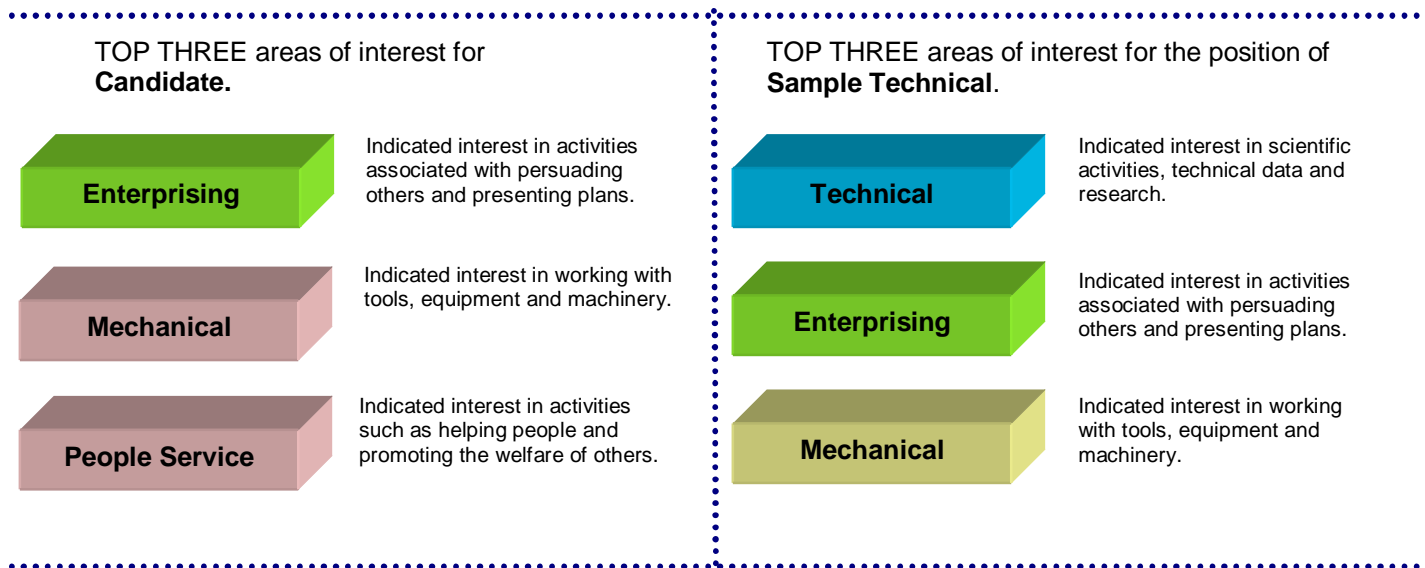 TOP THREE areas of interest for
Candidate.
Enterprising
Indicated interest in activities
associated with persuading
others and presenting plans.
Mechanical
Indicated interest in working with
tools, equipment and machinery.
People Service
Indicated interest in activities
such as helping people and
promoting the welfare of others.
TOP THREE areas of interest for the position of
Sample Technical.
Technical
Indicated interest in scientific
activities, technical data and
research.
Enterprising
Indicated interest in activities
associated with persuading
others and presenting plans.
Mechanical
Indicated interest in working
with tools, equipment and
machinery.